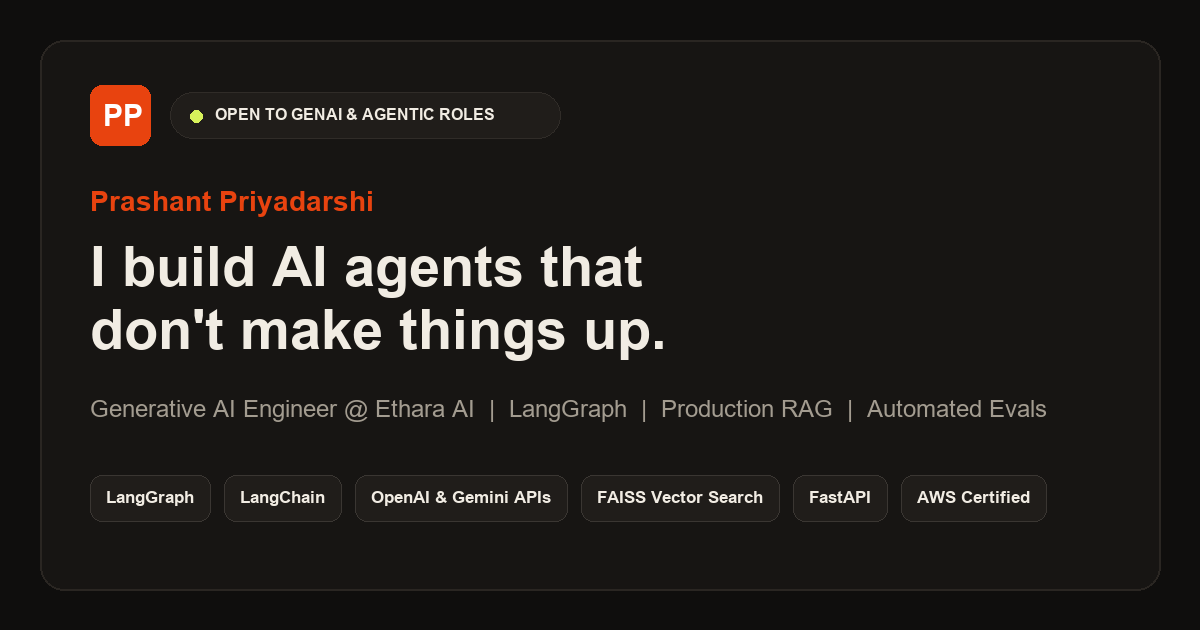 PP
OPEN TO GENAI & AGENTIC ROLES
Prashant Priyadarshi
I build AI agents that
don't make things up.
Generative AI Engineer @ Ethara AI | LangGraph | Production RAG | Automated Evals
LangGraph LangChain OpenAI & Gemini APIs FAISS Vector Search FastAPI AWS Certified